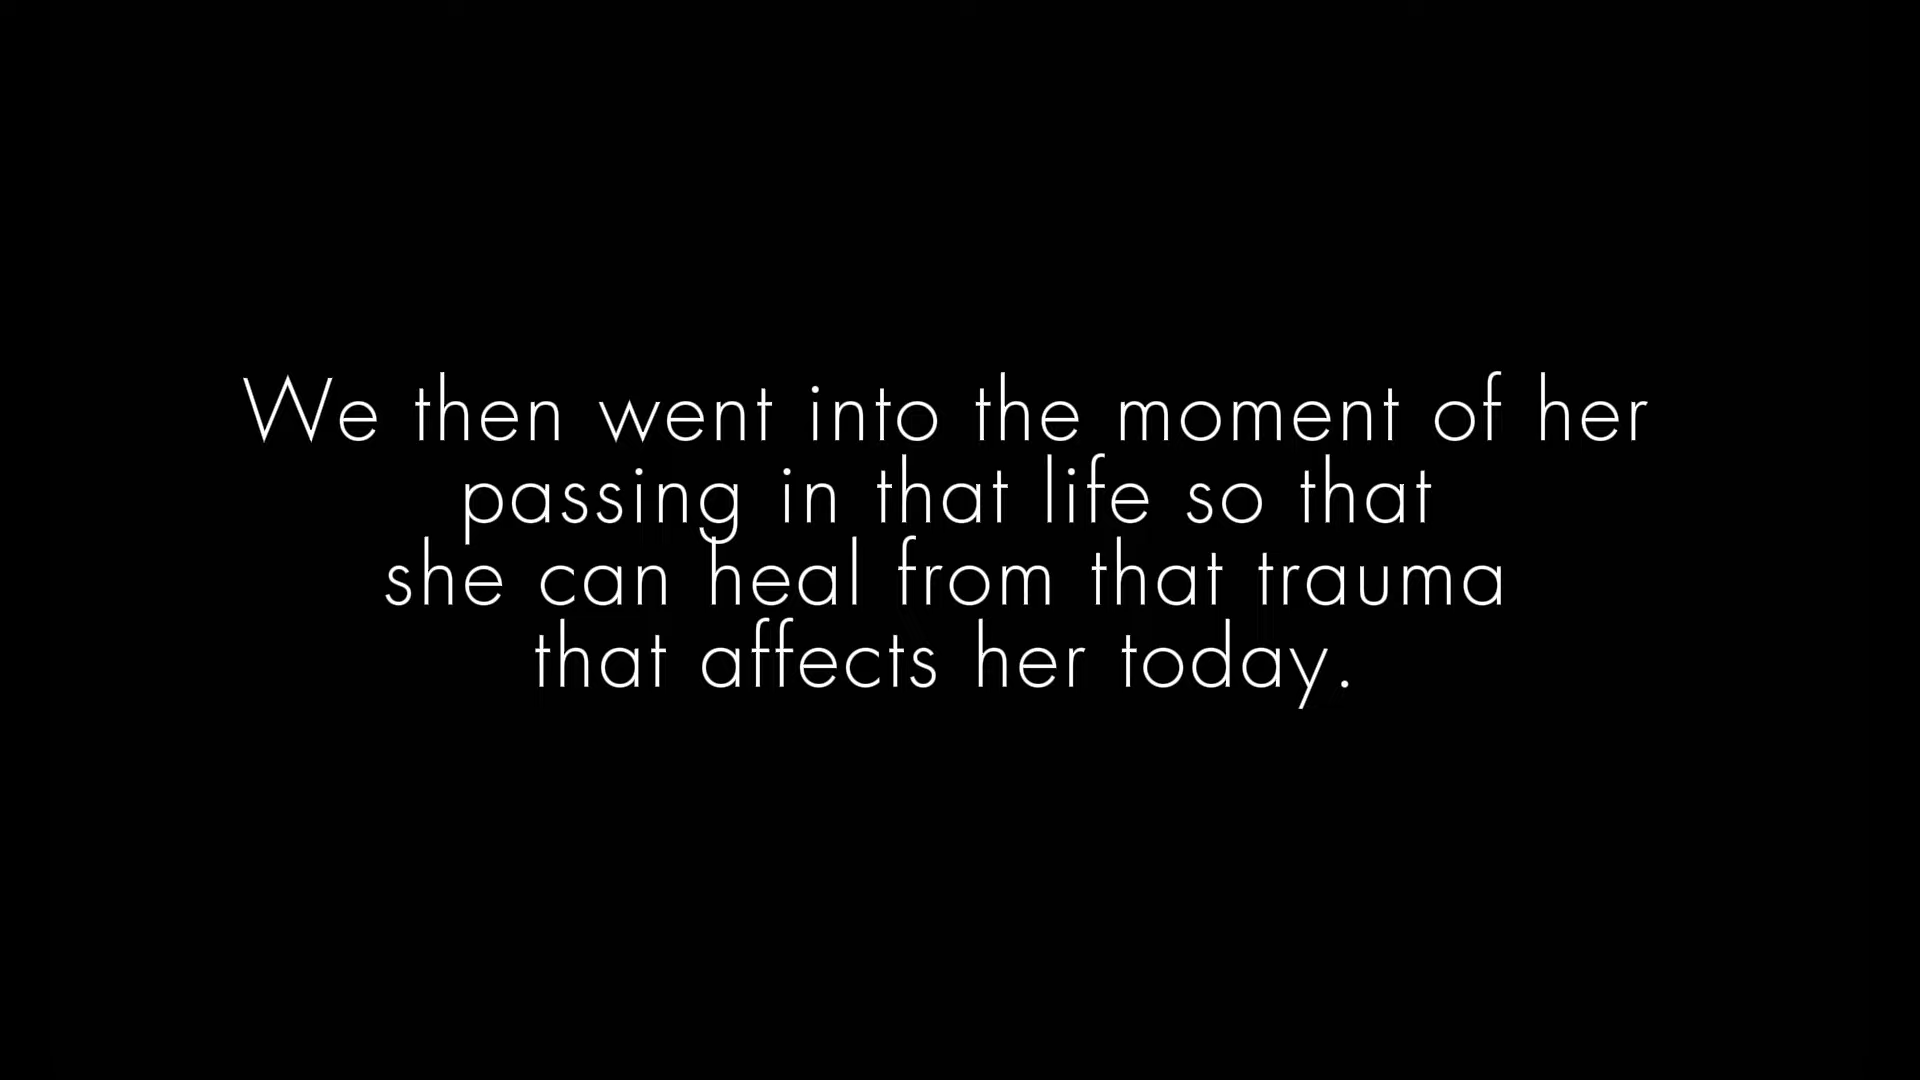 We then went into the moment of her
passing in that life so that
she can heal from that trauma
that affects her today.